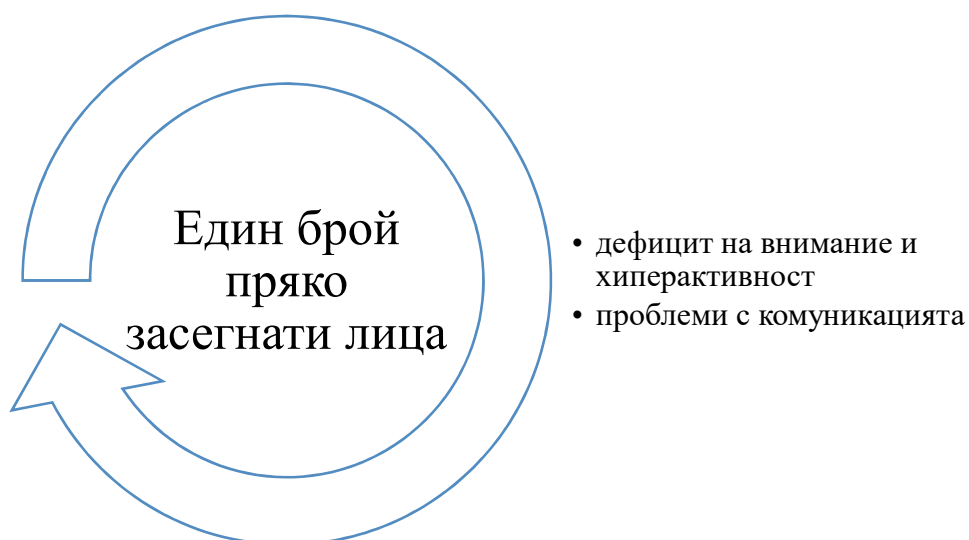 Един брой
пряко
засегнати лица
• дефицит на внимание и
хиперактивност
• проблеми с комуникацията